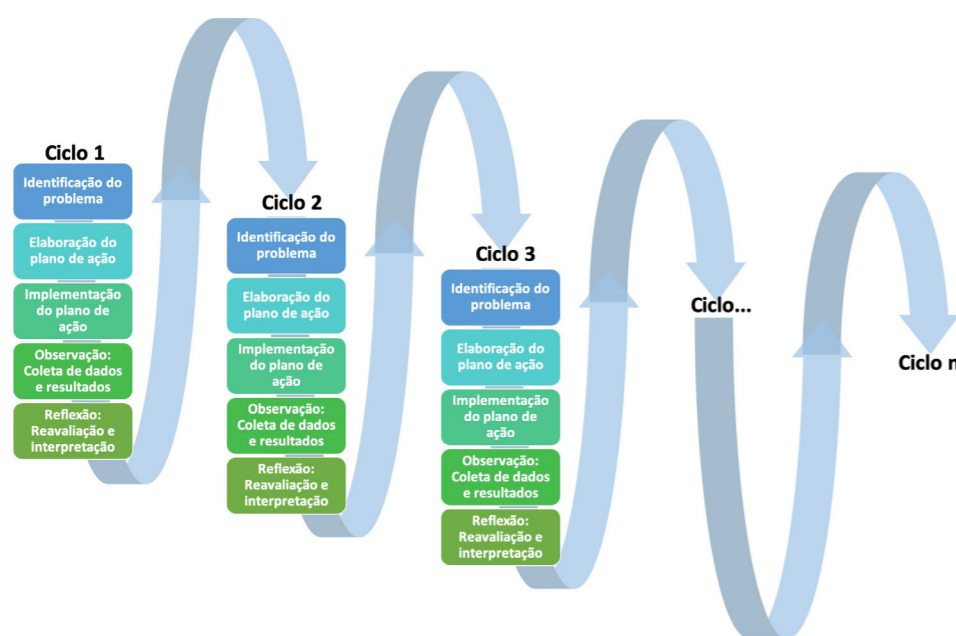 Ciclo 1
Identificação do
problema
Elaboração do
plano de ação
Implementação
do plano de
ação
Observação:
Coleta de dados
e resultados
Reflexão:
Reavaliação e
interpretação
Ciclo 2
Identificação do
problema
Elaboração do
plano de ação
Implementação
do plano de
ação
Observação:
Coleta de dados
e resultados
Reflexão:
Reavaliação e
interpretação
Ciclo 3
Identificação do
problema
Elaboração do
plano de ação
Implementação
do plano de
ação
Observação:
Coleta de dados
e resultados
Reflexão:
Reavaliação e
interpretação
Ciclo...
Ciclo n